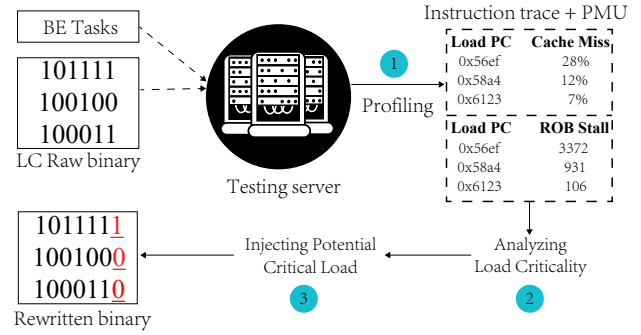 Instruction trace + PMU
BE Tasks
101111
100100
100011
LC Raw binary
Testing server
1
Profiling
Load PC Cache Miss
0x56ef 28%
0x58a4 12%
0x6123 7%
Load PC ROB Stall
0x56ef 3372
0x58a4 931
0x6123 106
Analyzing
Load Criticality
2
Injecting Potential
Critical Load
3
1011111
1001000
1000110
Rewritten binary